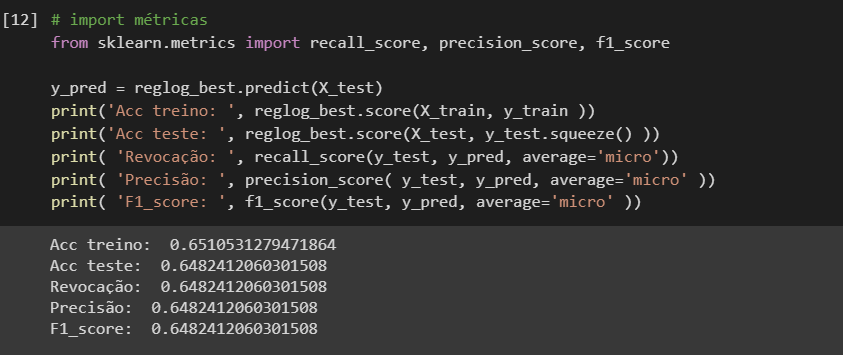 [12] # import métricas
from sklearn.metrics import recall_score, precision_score, f1_score
y_pred = reglog_best.predict(X_test)
print('Acc treino: ', reglog_best.score(X_train, y_train ))
print('Acc teste: ', reglog_best.score(X_test, y_test.squeeze() ))
print( 'Revocação: ', recall_score(y_test, y_pred, average='micro'))
print( 'Precisão: ', precision_score( y_test, y_pred, average='micro' ))
print( 'F1_score: ', f1_score(y_test, y_pred, average='micro' ))
Acc treino:  0.6510531279471864
Acc teste:  0.6482412060301508
Revocação:  0.6482412060301508
Precisão:  0.6482412060301508
F1_score:  0.6482412060301508